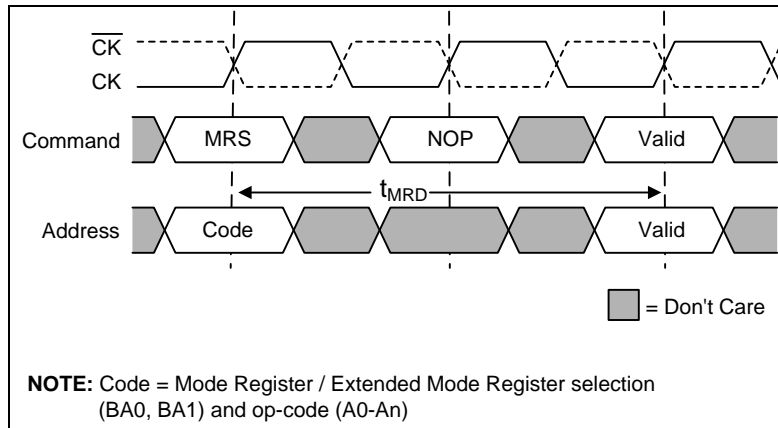 CK
CK
Command MRS NOP Valid
tMRD
Address Code Valid
= Don't Care
NOTE: Code = Mode Register / Extended Mode Register selection
(BA0, BA1) and op-code (A0-An)